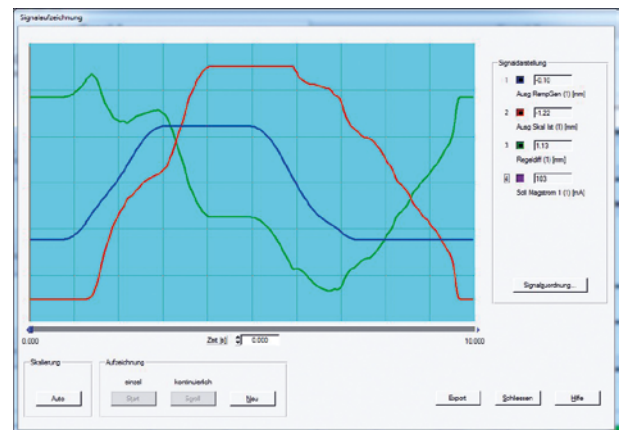 Signalaufzeichnung
Signaldarstellung
1 -0.10
Ausg RampGen (1) [mm]
2 -1.22
Ausg Skal Ist (1) [mm]
3 1.13
Regeldiff (1) [mm]
4 103
Soll Magstrom 1 (1) [mA]
Signalzuordnung...
0.000
Zeit [s]
0.000
10.000
Skalierung
Auto
Aufzeichnung
einzel
kontinuierlich
Start
Scroll
Neu
Export
Schliessen
Hilfe